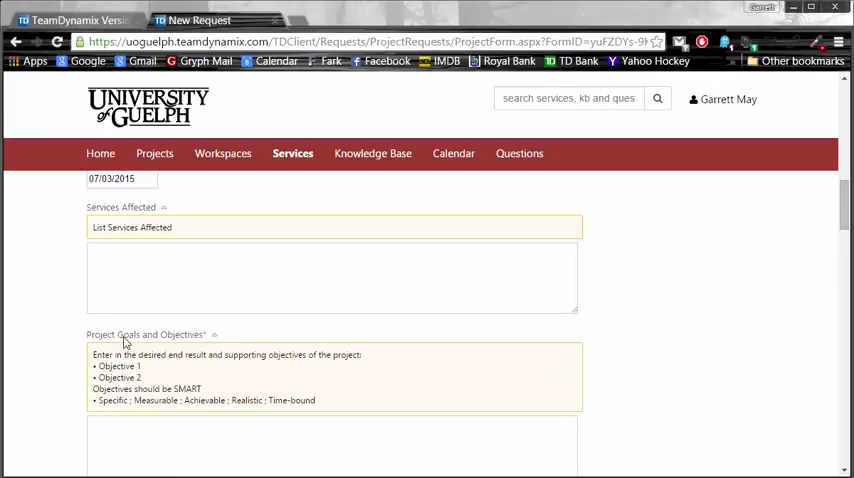 Garrett
TeamDynamix Versi
New Request
https://uoguelph.teamdynamix.com/TDClient/Requests/ProjectRequests/ProjectForm.aspx?FormID=yuFZDYs-9
Apps Google Gmail Gryph Mail Calendar Fark Facebook IMDB Royal Bank TD Bank Yahoo Hockey » Other bookmarks
UNIVERSITY
of GUELPH
search services, kb and ques
Garrett May
Home Projects Workspaces Services Knowledge Base Calendar Questions
07/03/2015
Services Affected
List Services Affected
Project Goals and Objectives*
Enter in the desired end result and supporting objectives of the project:
• Objective 1
• Objective 2
Objectives should be SMART
• Specific ; Measurable ; Achievable ; Realistic ; Time-bound